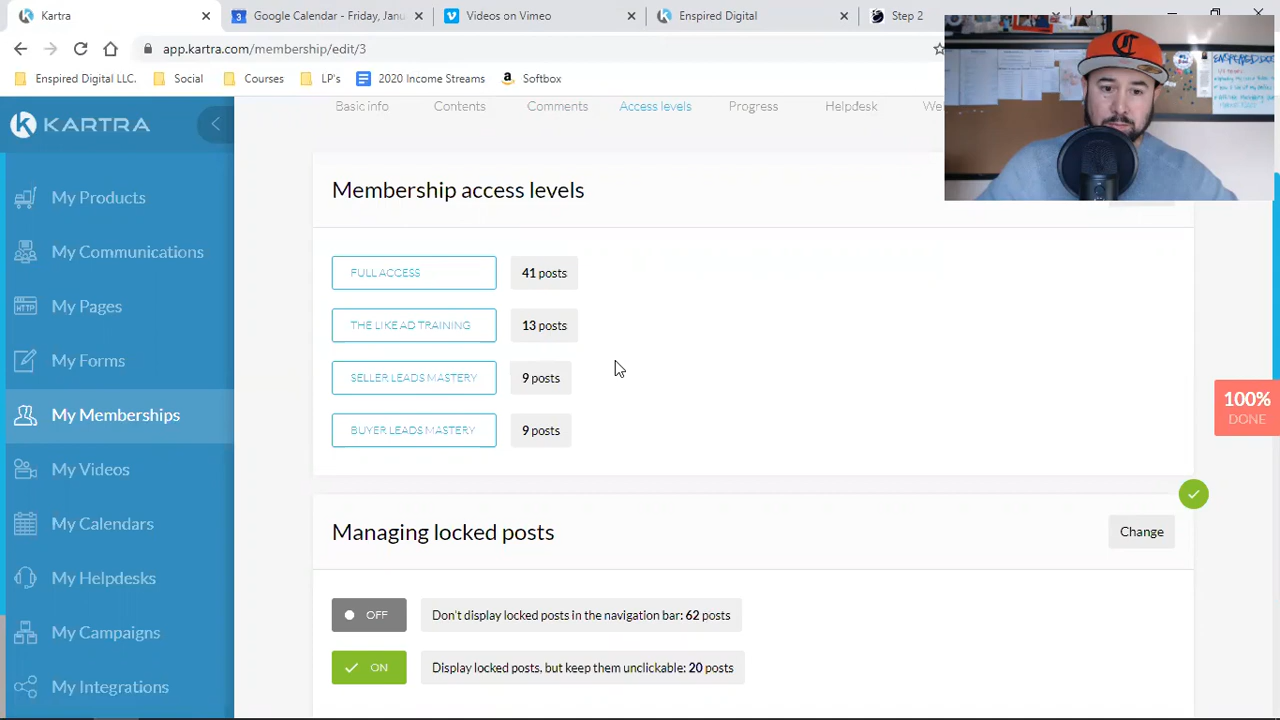 Kartra
Google Calendar - Friday, Janu
Videos on Vimeo
Enspired Digital
Step 2
app.kartra.com/membership/edit/8
Enspired Digital LLC.
Social
Courses
LP's
2020 Income Streams
Inbox
KARTRA
Basic info
Contents
Access levels
Progress
Helpdesk
My Products
My Communications
My Pages
My Forms
My Memberships
My Videos
My Calendars
My Helpdesks
My Campaigns
My Integrations
Membership access levels
FULL ACCESS
41 posts
THE LIKE AD TRAINING
13 posts
SELLER LEADS MASTERY
9 posts
BUYER LEADS MASTERY
9 posts
100%
DONE
Managing locked posts
Change
OFF
Don't display locked posts in the navigation bar: 62 posts
ON
Display locked posts, but keep them unclickable: 20 posts